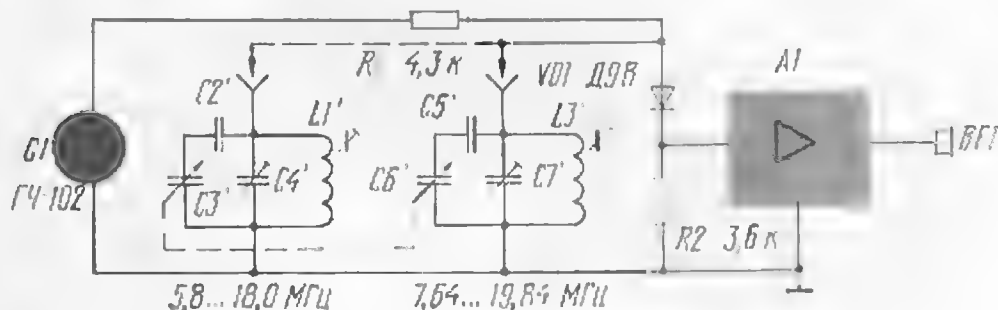 R 4,3 к
VD1 Д9В
A1
C2'
L1'
C5'
L3'
G1
ГЧ-102
C3'
C4'
C6'
C7'
BF1
R2 3,6 к
5,8...18,0 МГц
7,64...19,84 МГц